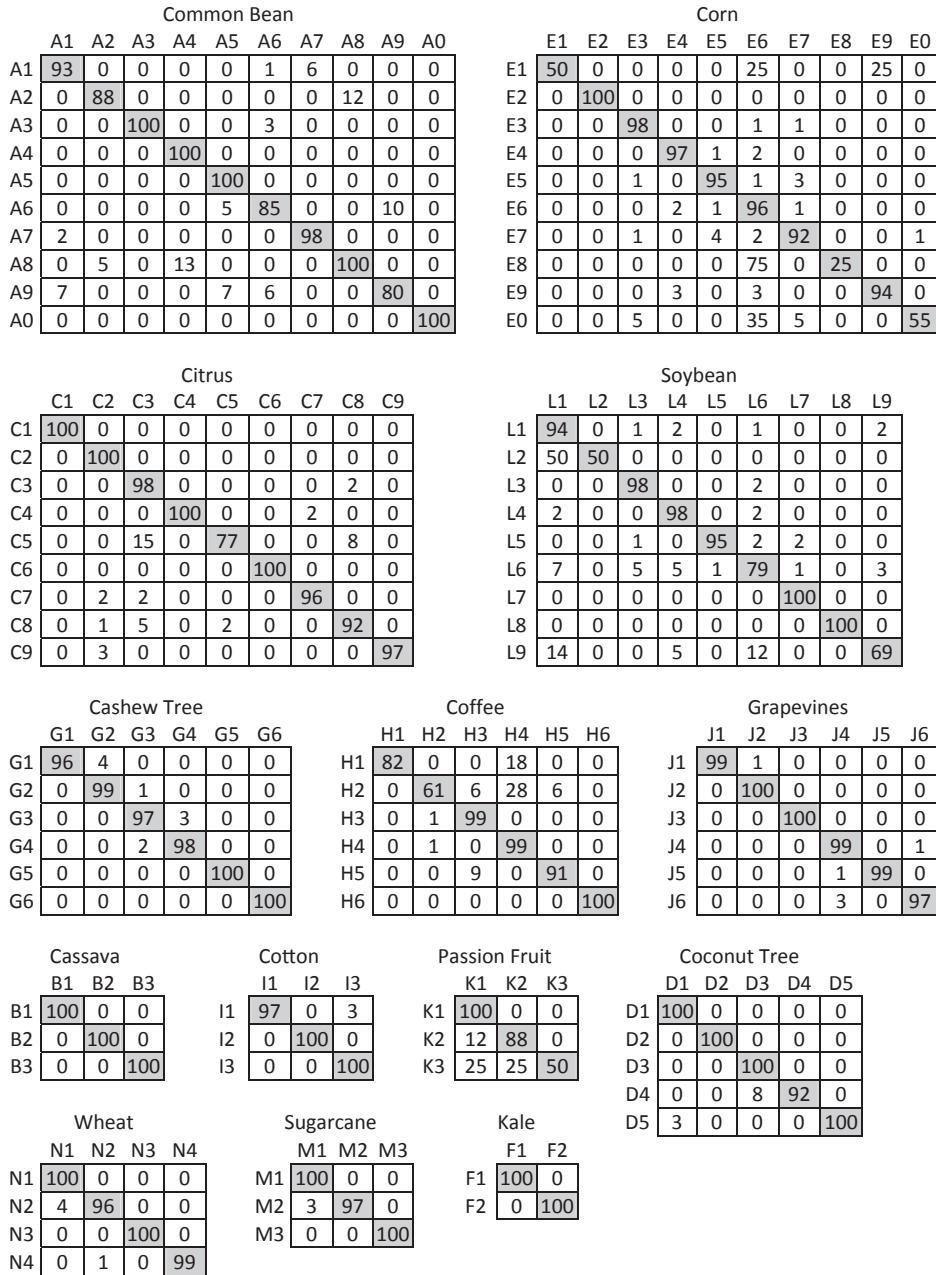 Common Bean
A1 A2 A3 A4 A5 A6 A7 A8 A9 A0
A1 93 0 0 0 0 1 6 0 0 0
A2 0 88 0 0 0 0 0 12 0 0
A3 0 0 100 0 0 3 0 0 0 0
A4 0 0 0 100 0 0 0 0 0 0
A5 0 0 0 0 100 0 0 0 0 0
A6 0 0 0 0 5 85 0 0 10 0
A7 2 0 0 0 0 0 98 0 0 0
A8 0 5 0 13 0 0 0 100 0 0
A9 7 0 0 0 7 6 0 0 80 0
A0 0 0 0 0 0 0 0 0 0 100
Corn
E1 E2 E3 E4 E5 E6 E7 E8 E9 E0
E1 50 0 0 0 0 25 0 0 25 0
E2 0 100 0 0 0 0 0 0 0 0
E3 0 0 98 0 0 1 1 0 0 0
E4 0 0 0 97 1 2 0 0 0 0
E5 0 0 1 0 95 1 3 0 0 0
E6 0 0 0 2 1 96 1 0 0 0
E7 0 0 1 0 4 2 92 0 0 1
E8 0 0 0 0 0 75 0 25 0 0
E9 0 0 0 3 0 3 0 0 94 0
E0 0 0 5 0 0 35 5 0 0 55
Citrus
C1 C2 C3 C4 C5 C6 C7 C8 C9
C1 100 0 0 0 0 0 0 0 0
C2 0 100 0 0 0 0 0 0 0
C3 0 0 98 0 0 0 0 2 0
C4 0 0 0 100 0 0 2 0 0
C5 0 0 15 0 77 0 0 8 0
C6 0 0 0 0 0 100 0 0 0
C7 0 2 2 0 0 0 96 0 0
C8 0 1 5 0 2 0 0 92 0
C9 0 3 0 0 0 0 0 0 97
Soybean
L1 L2 L3 L4 L5 L6 L7 L8 L9
L1 94 0 1 2 0 1 0 0 2
L2 50 50 0 0 0 0 0 0 0
L3 0 0 98 0 0 2 0 0 0
L4 2 0 0 98 0 2 0 0 0
L5 0 0 1 0 95 2 2 0 0
L6 7 0 5 5 1 79 1 0 3
L7 0 0 0 0 0 0 100 0 0
L8 0 0 0 0 0 0 0 100 0
L9 14 0 0 5 0 12 0 0 69
Cashew Tree
G1 G2 G3 G4 G5 G6
G1 96 4 0 0 0 0
G2 0 99 1 0 0 0
G3 0 0 97 3 0 0
G4 0 0 2 98 0 0
G5 0 0 0 0 100 0
G6 0 0 0 0 0 100
Coffee
H1 H2 H3 H4 H5 H6
H1 82 0 0 18 0 0
H2 0 61 6 28 6 0
H3 0 1 99 0 0 0
H4 0 1 0 99 0 0
H5 0 0 9 0 91 0
H6 0 0 0 0 0 100
Grapevines
J1 J2 J3 J4 J5 J6
J1 99 1 0 0 0 0
J2 0 100 0 0 0 0
J3 0 0 100 0 0 0
J4 0 0 0 99 0 1
J5 0 0 0 1 99 0
J6 0 0 0 3 0 97
Cassava
B1 B2 B3
B1 100 0 0
B2 0 100 0
B3 0 0 100
Cotton
I1 I2 I3
I1 97 0 3
I2 0 100 0
I3 0 0 100
Passion Fruit
K1 K2 K3
K1 100 0 0
K2 12 88 0
K3 25 25 50
Coconut Tree
D1 D2 D3 D4 D5
D1 100 0 0 0 0
D2 0 100 0 0 0
D3 0 0 100 0 0
D4 0 0 8 92 0
D5 3 0 0 0 100
Wheat
N1 N2 N3 N4
N1 100 0 0 0
N2 4 96 0 0
N3 0 0 100 0
N4 0 1 0 99
Sugarcane
M1 M2 M3
M1 100 0 0
M2 3 97 0
M3 0 0 100
Kale
F1 F2
F1 100 0
F2 0 100